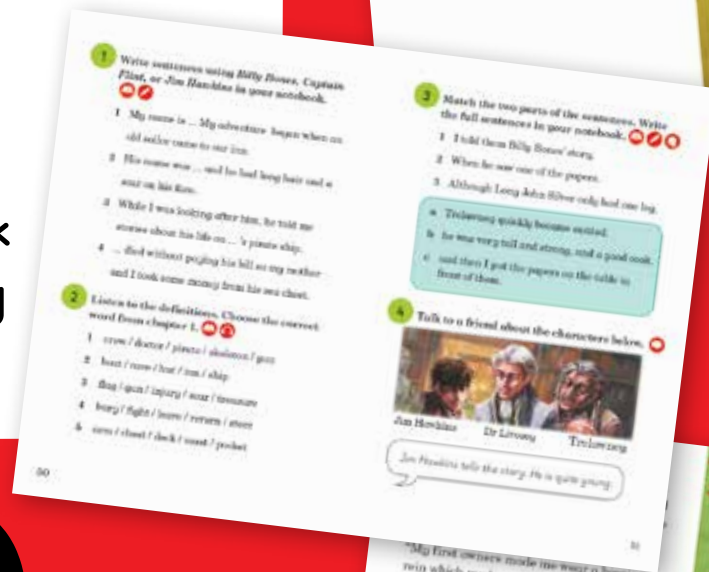 1 Write sentences using Billy Bones, Captain
Flint, or Jim Hawkins in your notebook.
1 My name is ... My adventure began when an
old sailor came to our inn.
2 His name was ... and he had long hair and a
scar on his face.
3 While I was looking after him, he told me
stories about his life on ... 's pirate ship.
4 ... died without paying his bill so my mother
and I took some money from his sea chest.
2 Listen to the definitions. Choose the correct
word from chapter 1.
1 crew / doctor / pirate / skeleton / gun
2 boat / cave / hut / inn / ship
3 flag / gun / injury / scar / treasure
4 bury / fight / leave / return / steer
5 / chest / deck / / pocket
50
3 Match the two parts of the sentences. Write
the full sentences in your notebook.
1 I told them Billy Bones' story.
2 When he saw one of the papers.
3 Although Long John Silver only had one leg.
a Trelawney quickly became excited.
b he was very tall and strong, and a good cook.
c and then I put the papers on the table in
front of them.
4 Talk to a friend about the characters below.
Jim Hawkins
Dr Livesey
Trelawney
Jim Hawkins tells the story. He is quite young.
"My first owners made me wear a
rein which